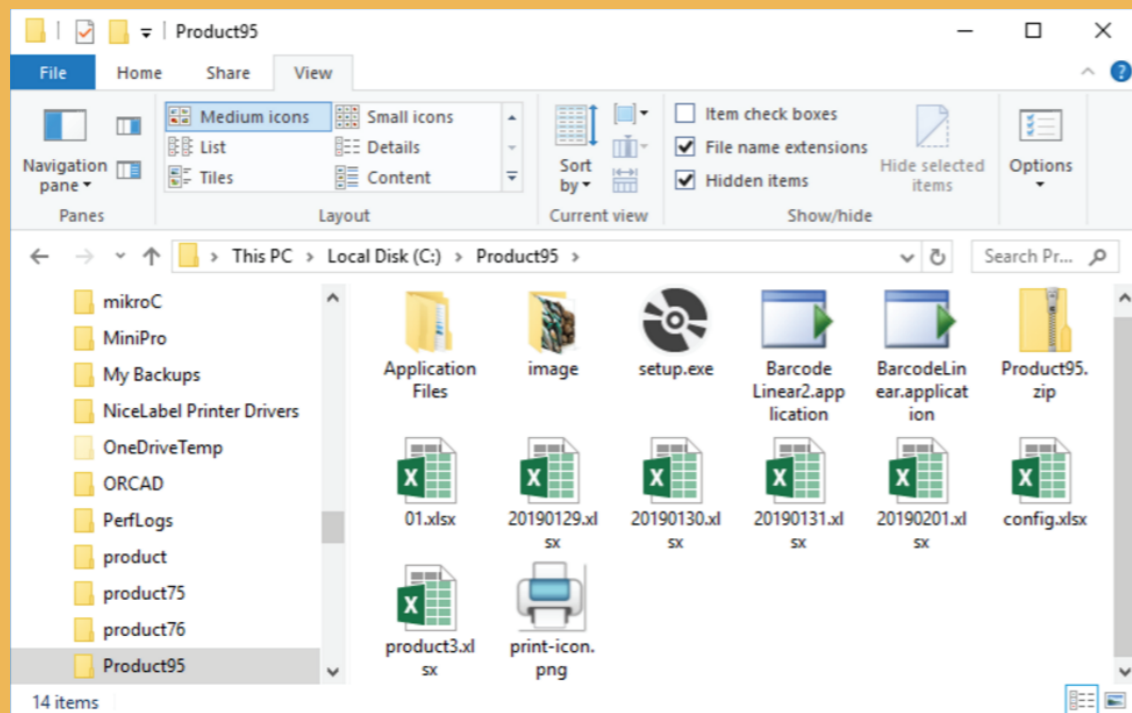 Product95
File Home Share View
Medium icons Small icons
List Details
Tiles Content
Navigation
pane
Sort
by
Item check boxes
File name extensions
Hidden items
Hide selected
items
Options
Panes Layout Current view Show/hide
This PC > Local Disk (C:) > Product95 >
Search Pr...
mikroC
MiniPro
My Backups
NiceLabel Printer Drivers
OneDriveTemp
ORCAD
PerfLogs
product
product75
product76
Product95
Application
Files
image
setup.exe
Barcode
Linear2.app
lication
BarcodeLin
ear.applicat
ion
Product95.
zip
01.xlsx
20190129.xl
sx
20190130.xl
sx
20190131.xl
sx
20190201.xl
sx
config.xlsx
product3.xl
sx
print-icon.
png
14 items